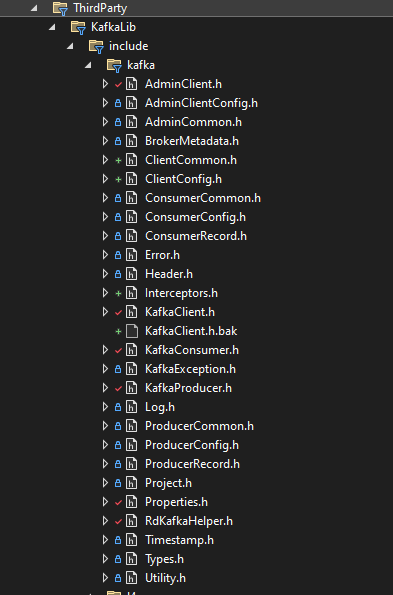 ThirdParty
KafkaLib
include
kafka
AdminClient.h
AdminClientConfig.h
AdminCommon.h
BrokerMetadata.h
ClientCommon.h
ClientConfig.h
ConsumerCommon.h
ConsumerConfig.h
ConsumerRecord.h
Error.h
Header.h
Interceptors.h
KafkaClient.h
KafkaClient.h.bak
KafkaConsumer.h
KafkaException.h
KafkaProducer.h
Log.h
ProducerCommon.h
ProducerConfig.h
ProducerRecord.h
Project.h
Properties.h
RdKafkaHelper.h
Timestamp.h
Types.h
Utility.h